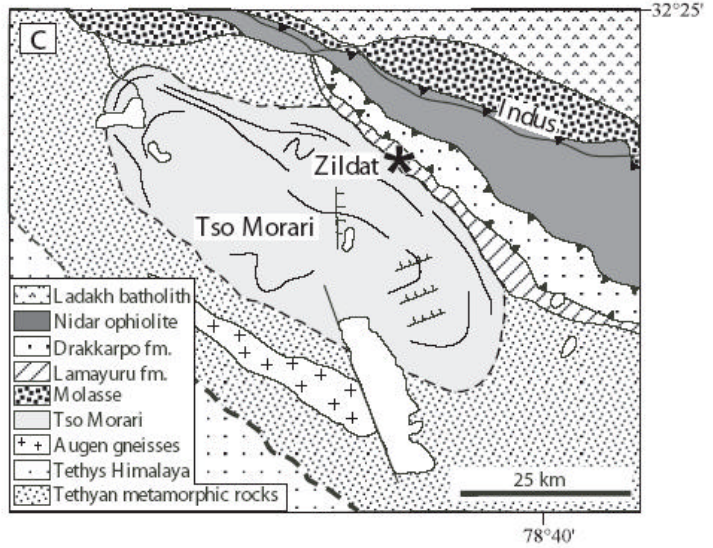 C
32°25'
Indus
Zildat
Tso Morari
Ladakh batholith
Nidar ophiolite
Drakkarpo fm.
Lamayuru fm.
Molasse
Tso Morari
Augen gneisses
Tethys Himalaya
Tethyan metamorphic rocks
25 km
78°40'